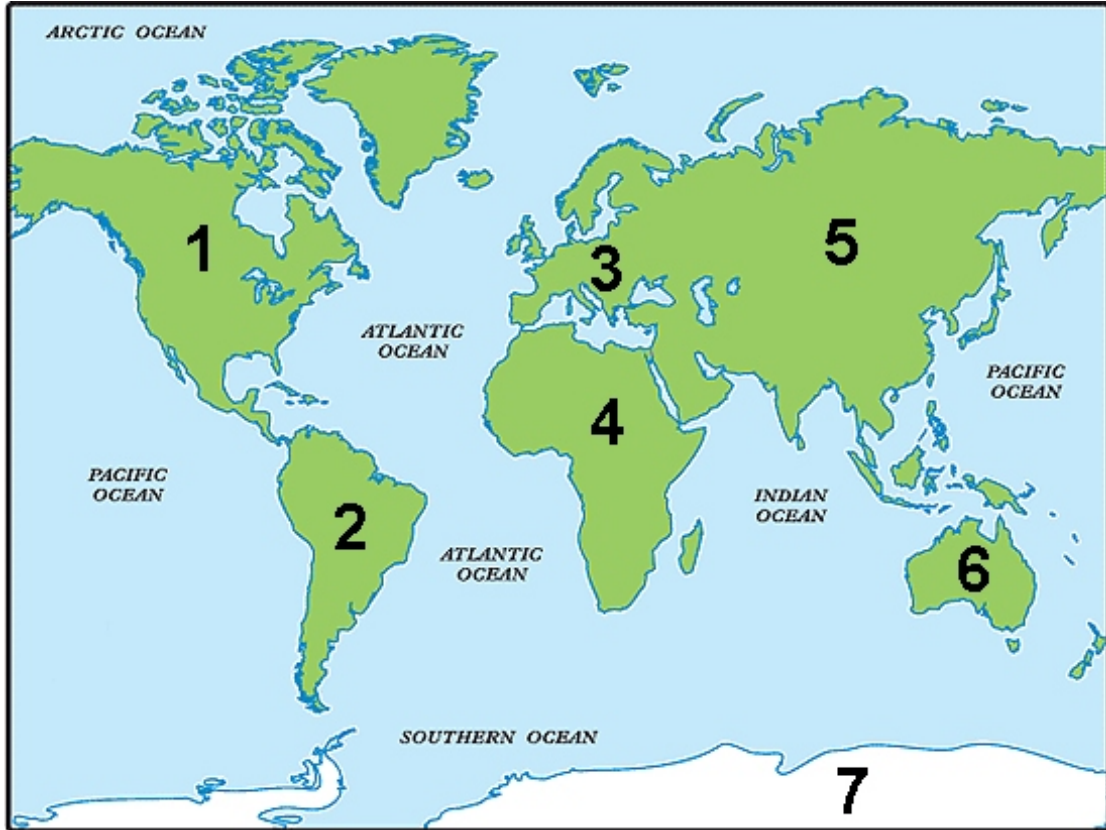 ARCTIC OCEAN
1
3
5
ATLANTIC
OCEAN
PACIFIC
OCEAN
4
PACIFIC
OCEAN
INDIAN
OCEAN
2
ATLANTIC
OCEAN
6
SOUTHERN OCEAN
7